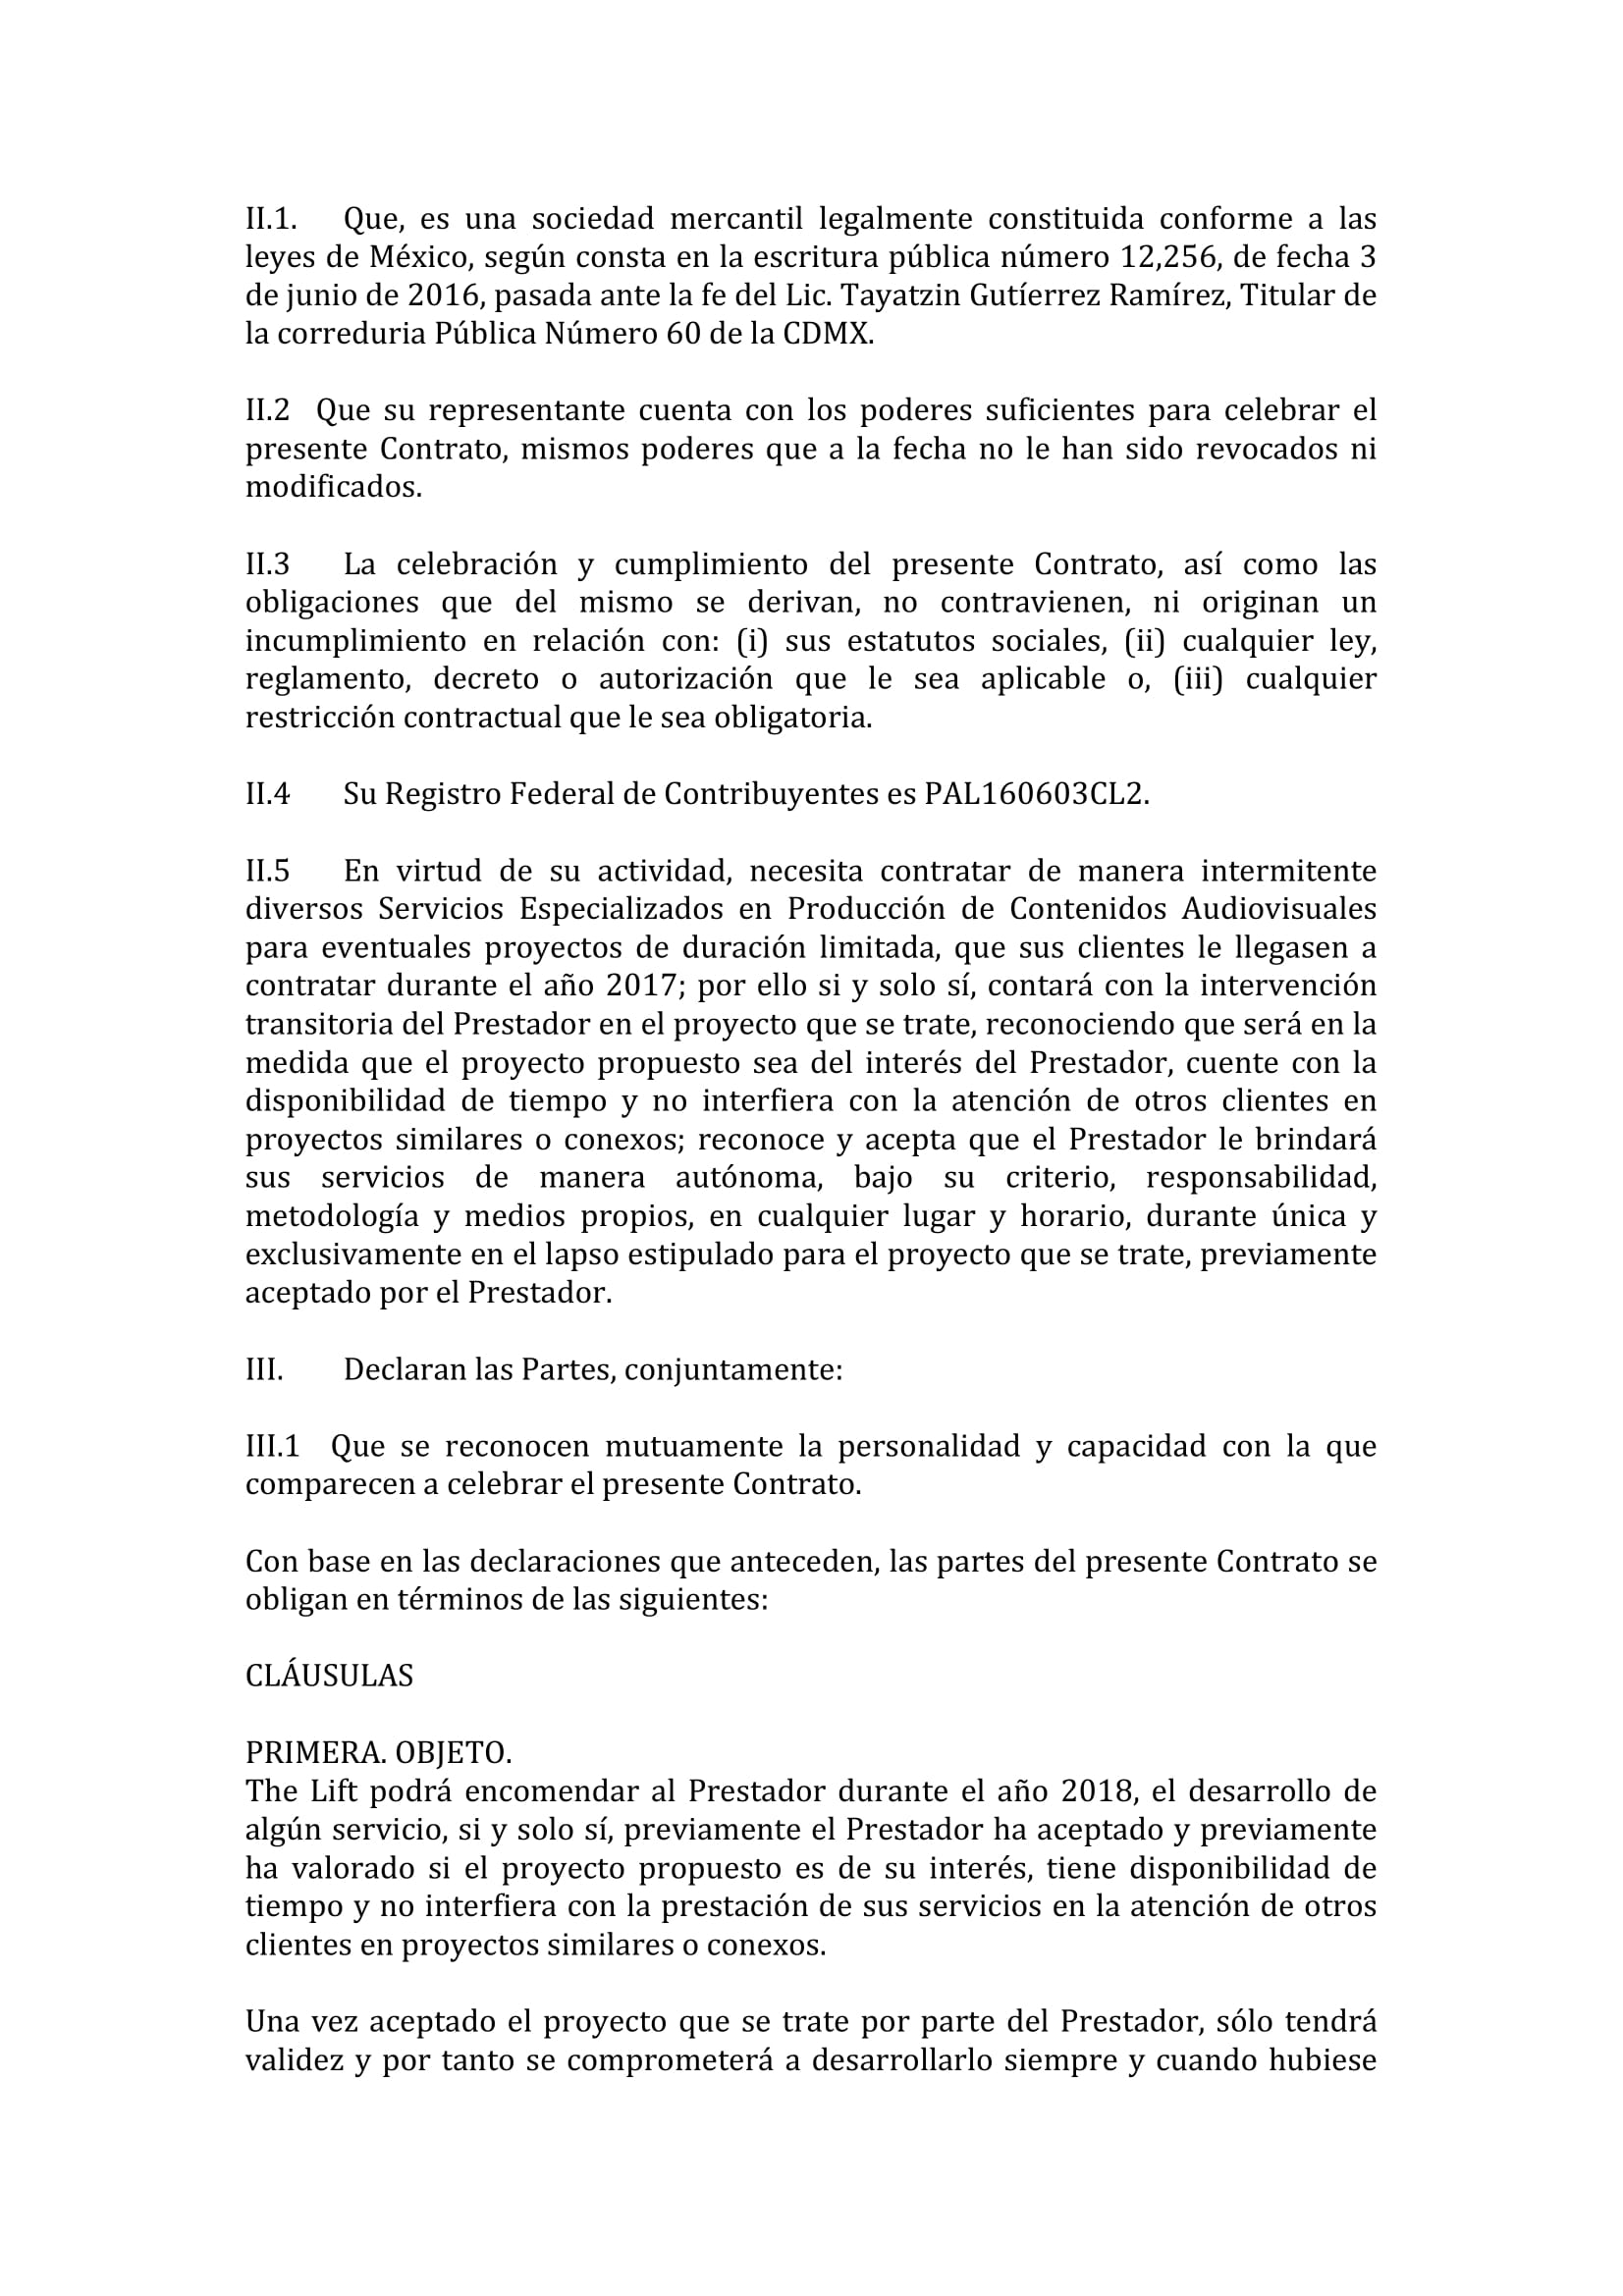 II.1. Que, es una sociedad mercantil legalmente constituida conforme a las
leyes de México, según consta en la escritura pública número 12,256, de fecha 3
de junio de 2016, pasada ante la fe del Lic. Tayatzin Gutíerrez Ramírez, Titular de
la correduria Pública Número 60 de la CDMX.
II.2 Que su representante cuenta con los poderes suficientes para celebrar el
presente Contrato, mismos poderes que a la fecha no le han sido revocados ni
modificados.
II.3 La celebración y cumplimiento del presente Contrato, así como las
obligaciones que del mismo se derivan, no contravienen, ni originan un
incumplimiento en relación con: (i) sus estatutos sociales, (ii) cualquier ley,
reglamento, decreto o autorización que le sea aplicable o, (iii) cualquier
restricción contractual que le sea obligatoria.
II.4 Su Registro Federal de Contribuyentes es PAL160603CL2.
II.5 En virtud de su actividad, necesita contratar de manera intermitente
diversos Servicios Especializados en Producción de Contenidos Audiovisuales
para eventuales proyectos de duración limitada, que sus clientes le llegasen a
contratar durante el año 2017; por ello si y solo sí, contará con la intervención
transitoria del Prestador en el proyecto que se trate, reconociendo que será en la
medida que el proyecto propuesto sea del interés del Prestador, cuente con la
disponibilidad de tiempo y no interfiera con la atención de otros clientes en
proyectos similares o conexos; reconoce y acepta que el Prestador le brindará
sus servicios de manera autónoma, bajo su criterio, responsabilidad,
metodología y medios propios, en cualquier lugar y horario, durante única y
exclusivamente en el lapso estipulado para el proyecto que se trate, previamente
aceptado por el Prestador.
III. Declaran las Partes, conjuntamente:
III.1 Que se reconocen mutuamente la personalidad y capacidad con la que
comparecen a celebrar el presente Contrato.
Con base en las declaraciones que anteceden, las partes del presente Contrato se
obligan en términos de las siguientes:
CLÁUSULAS
PRIMERA. OBJETO.
The Lift podrá encomendar al Prestador durante el año 2018, el desarrollo de
algún servicio, si y solo sí, previamente el Prestador ha aceptado y previamente
ha valorado si el proyecto propuesto es de su interés, tiene disponibilidad de
tiempo y no interfiera con la prestación de sus servicios en la atención de otros
clientes en proyectos similares o conexos.
Una vez aceptado el proyecto que se trate por parte del Prestador, sólo tendrá
validez y por tanto se comprometerá a desarrollarlo siempre y cuando hubiese